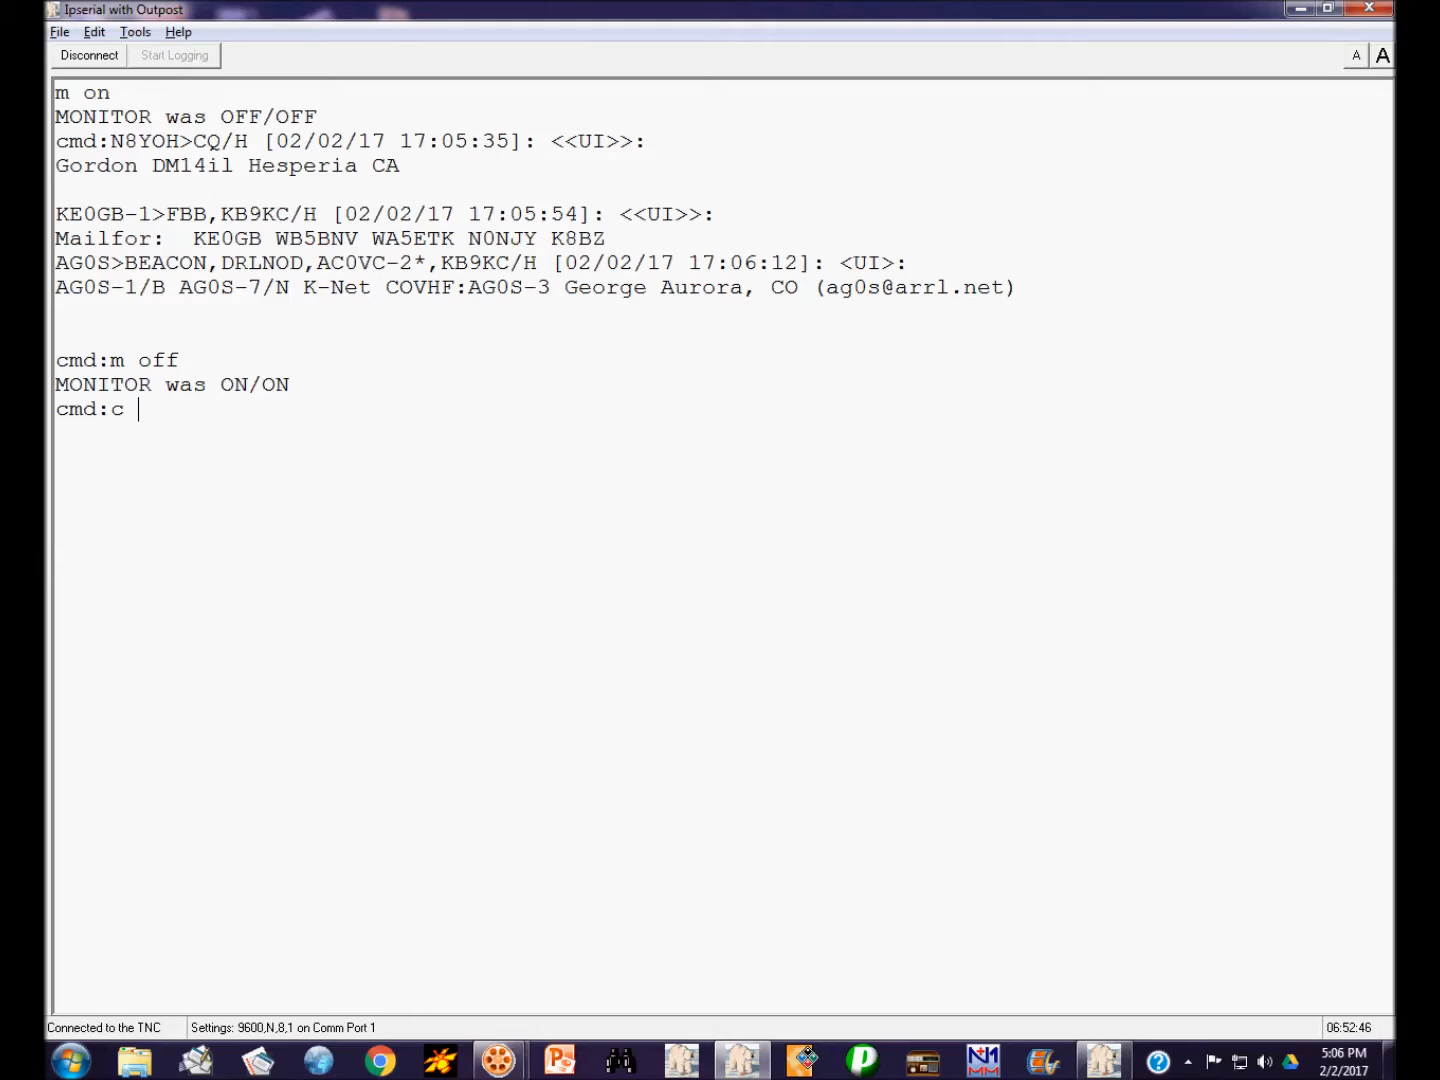 Ipserial with Outpost
File Edit Tools Help
Disconnect Start Logging A A
m on
MONITOR was OFF/OFF
cmd:N8YOH>CQ/H [02/02/17 17:05:35]: <<UI>>:
Gordon DM14il Hesperia CA
KE0GB-1>FBB,KB9KC/H [02/02/17 17:05:54]: <<UI>>:
Mailfor:  KE0GB WB5BNV WA5ETK N0NJY K8BZ
AG0S>BEACON,DRLNOD,AC0VC-2*,KB9KC/H [02/02/17 17:06:12]: <UI>:
AG0S-1/B AG0S-7/N K-Net COVHF:AG0S-3 George Aurora, CO (ag0s@arrl.net)
cmd:m off
MONITOR was ON/ON
cmd:c
Connected to the TNC Settings: 9600,N,8,1 on Comm Port 1 06:52:46
N1
MM
5:06 PM
2/2/2017